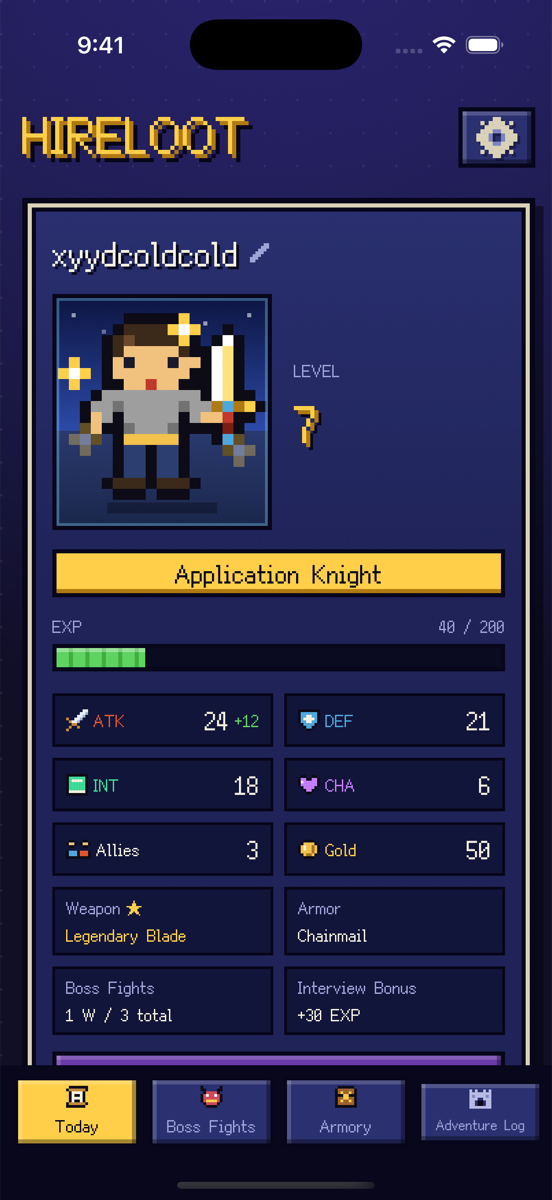 9:41
HIRELOOT
xyydcoldcold
LEVEL
7
Application Knight
EXP 40 / 200
ATK 24 +12
DEF 21
INT 18
CHA 6
Allies 3
Gold 50
Weapon
Legendary Blade
Armor
Chainmail
Boss Fights
1 W / 3 total
Interview Bonus
+30 EXP
Today
Boss Fights
Armory
Adventure Log